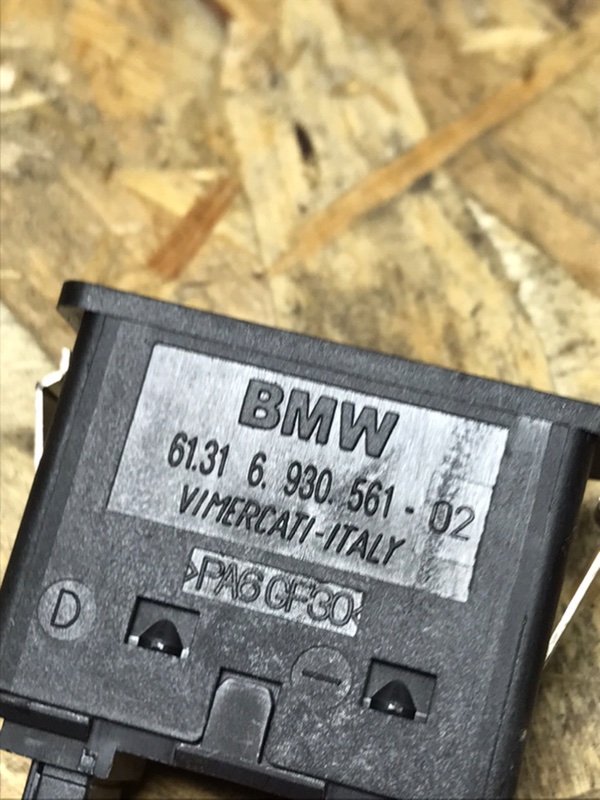 BMW
61.31 6. 930. 561 - 02
VIMERCATI-ITALY
>PA6 GF30<
D